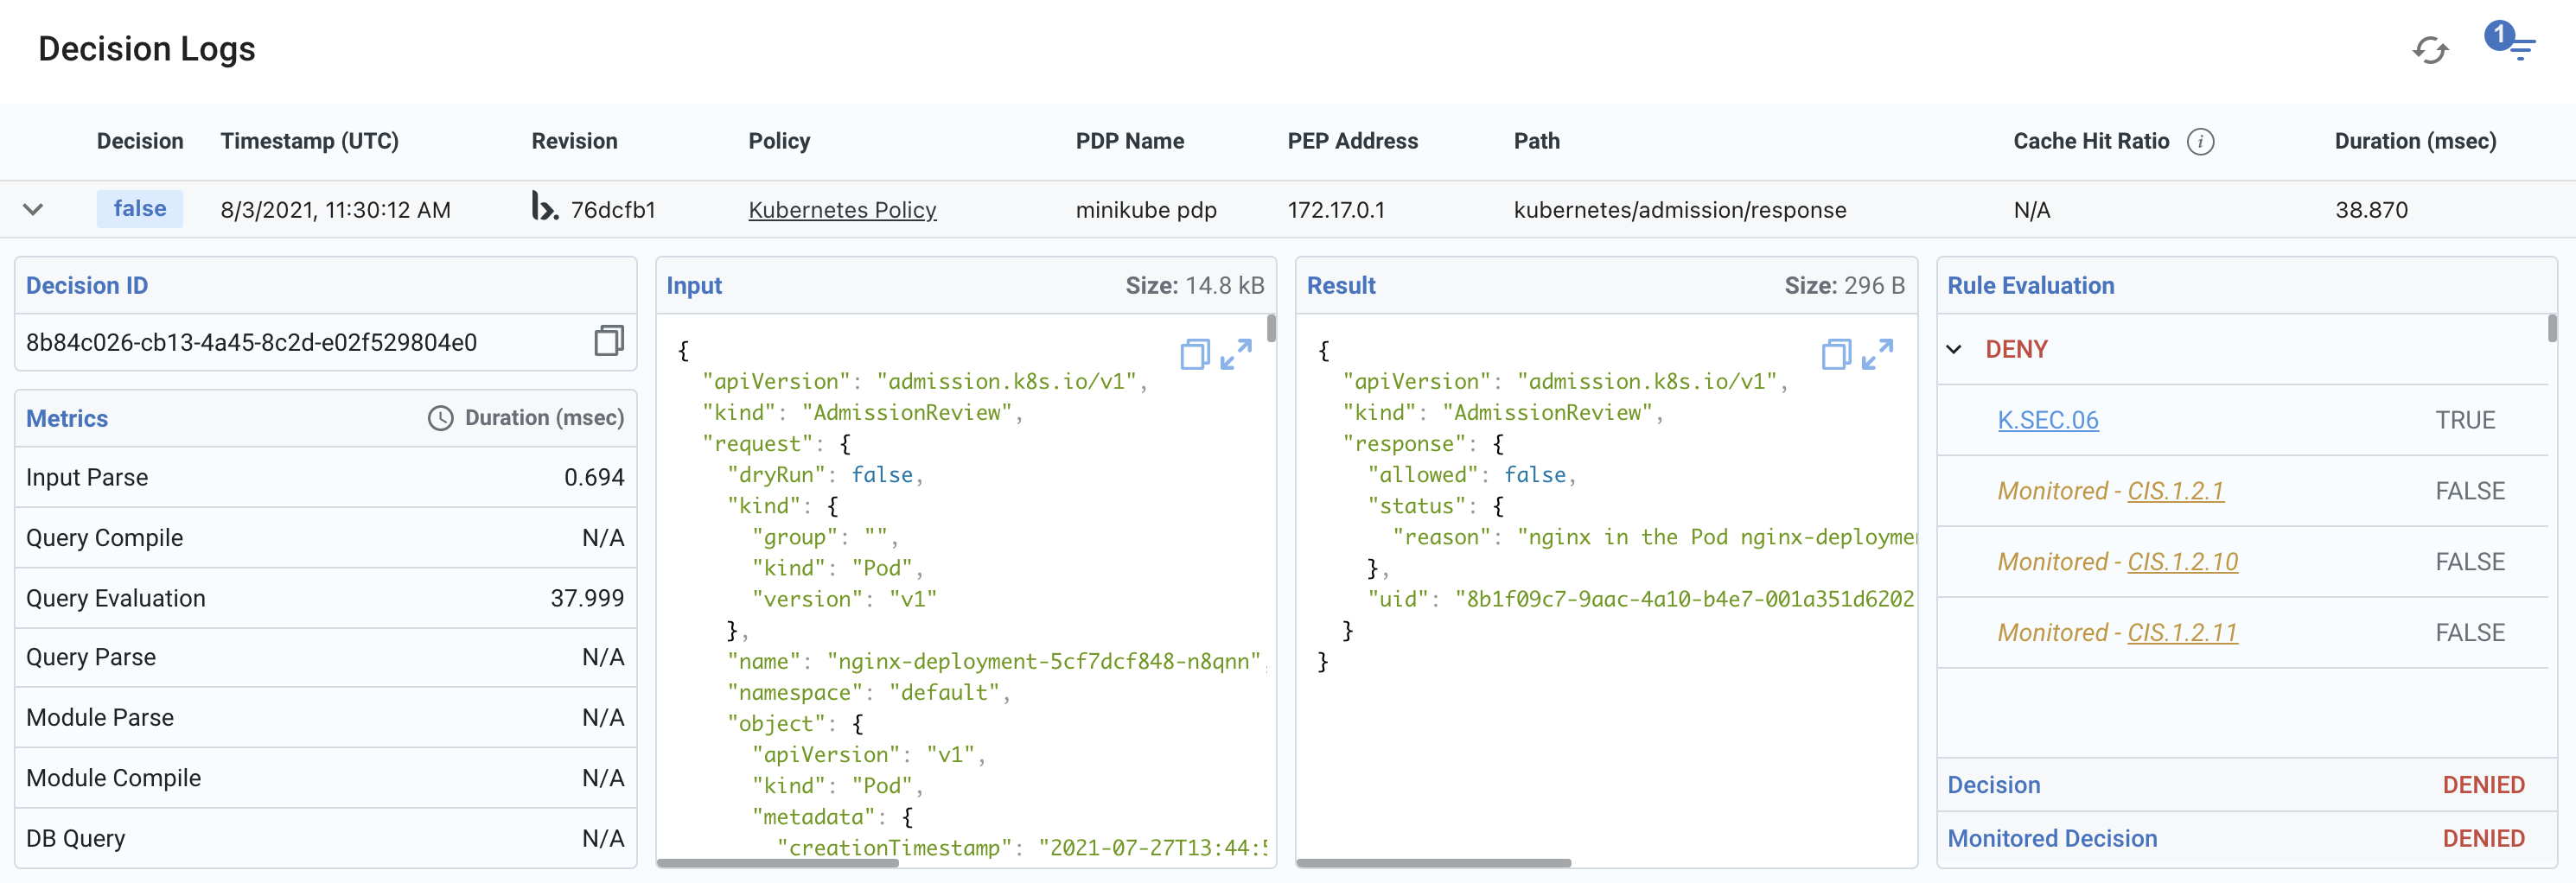 Decision Logs
1
Decision Timestamp (UTC) Revision Policy PDP Name PEP Address Path Cache Hit Ratio i Duration (msec)
false 8/3/2021, 11:30:12 AM b. 76dcfb1 Kubernetes Policy minikube pdp 172.17.0.1 kubernetes/admission/response N/A 38.870
Decision ID
8b84c026-cb13-4a45-8c2d-e02f529804e0
Metrics Duration (msec)
Input Parse 0.694
Query Compile N/A
Query Evaluation 37.999
Query Parse N/A
Module Parse N/A
Module Compile N/A
DB Query N/A
Input Size: 14.8 kB
{
"apiVersion": "admission.k8s.io/v1",
"kind": "AdmissionReview",
"request": {
"dryRun": false,
"kind": {
"group": "",
"kind": "Pod",
"version": "v1"
},
"name": "nginx-deployment-5cf7dcf848-n8qnn",
"namespace": "default",
"object": {
"apiVersion": "v1",
"kind": "Pod",
"metadata": {
"creationTimestamp": "2021-07-27T13:44:5
Result Size: 296 B
{
"apiVersion": "admission.k8s.io/v1",
"kind": "AdmissionReview",
"response": {
"allowed": false,
"status": {
"reason": "nginx in the Pod nginx-deployme
},
"uid": "8b1f09c7-9aac-4a10-b4e7-001a351d6202
}
}
Rule Evaluation
DENY
K.SEC.06 TRUE
Monitored - CIS.1.2.1 FALSE
Monitored - CIS.1.2.10 FALSE
Monitored - CIS.1.2.11 FALSE
Decision DENIED
Monitored Decision DENIED